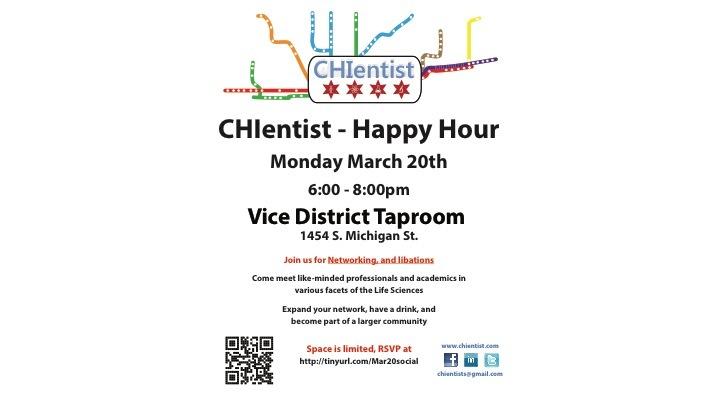 CHIentist
CHIentist - Happy Hour
Monday March 20th
6:00 - 8:00pm
Vice District Taproom
1454 S. Michigan St.
Join us for Networking, and libations
Come meet like-minded professionals and academics in
various facets of the Life Sciences
Expand your network, have a drink, and
become part of a larger community
Space is limited, RSVP at
http://tinyurl.com/Mar20social
www.chientist.com
f in t
chientists@gmail.com